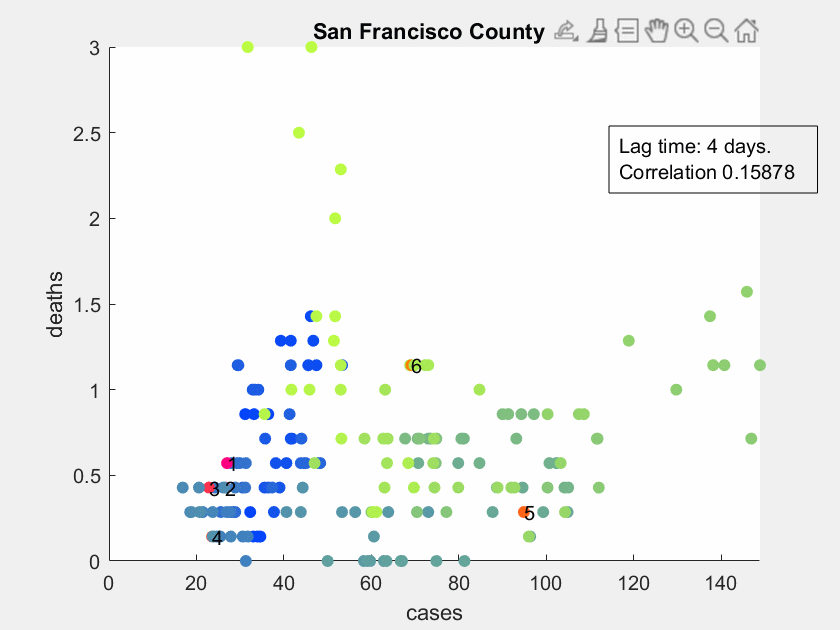 San Francisco County
Lag time: 4 days.
Correlation 0.15878
deaths
3
2.5
2
1.5
1
0.5
0
6
1
3 2
5
4
0 20 40 60 80 100 120 140
cases